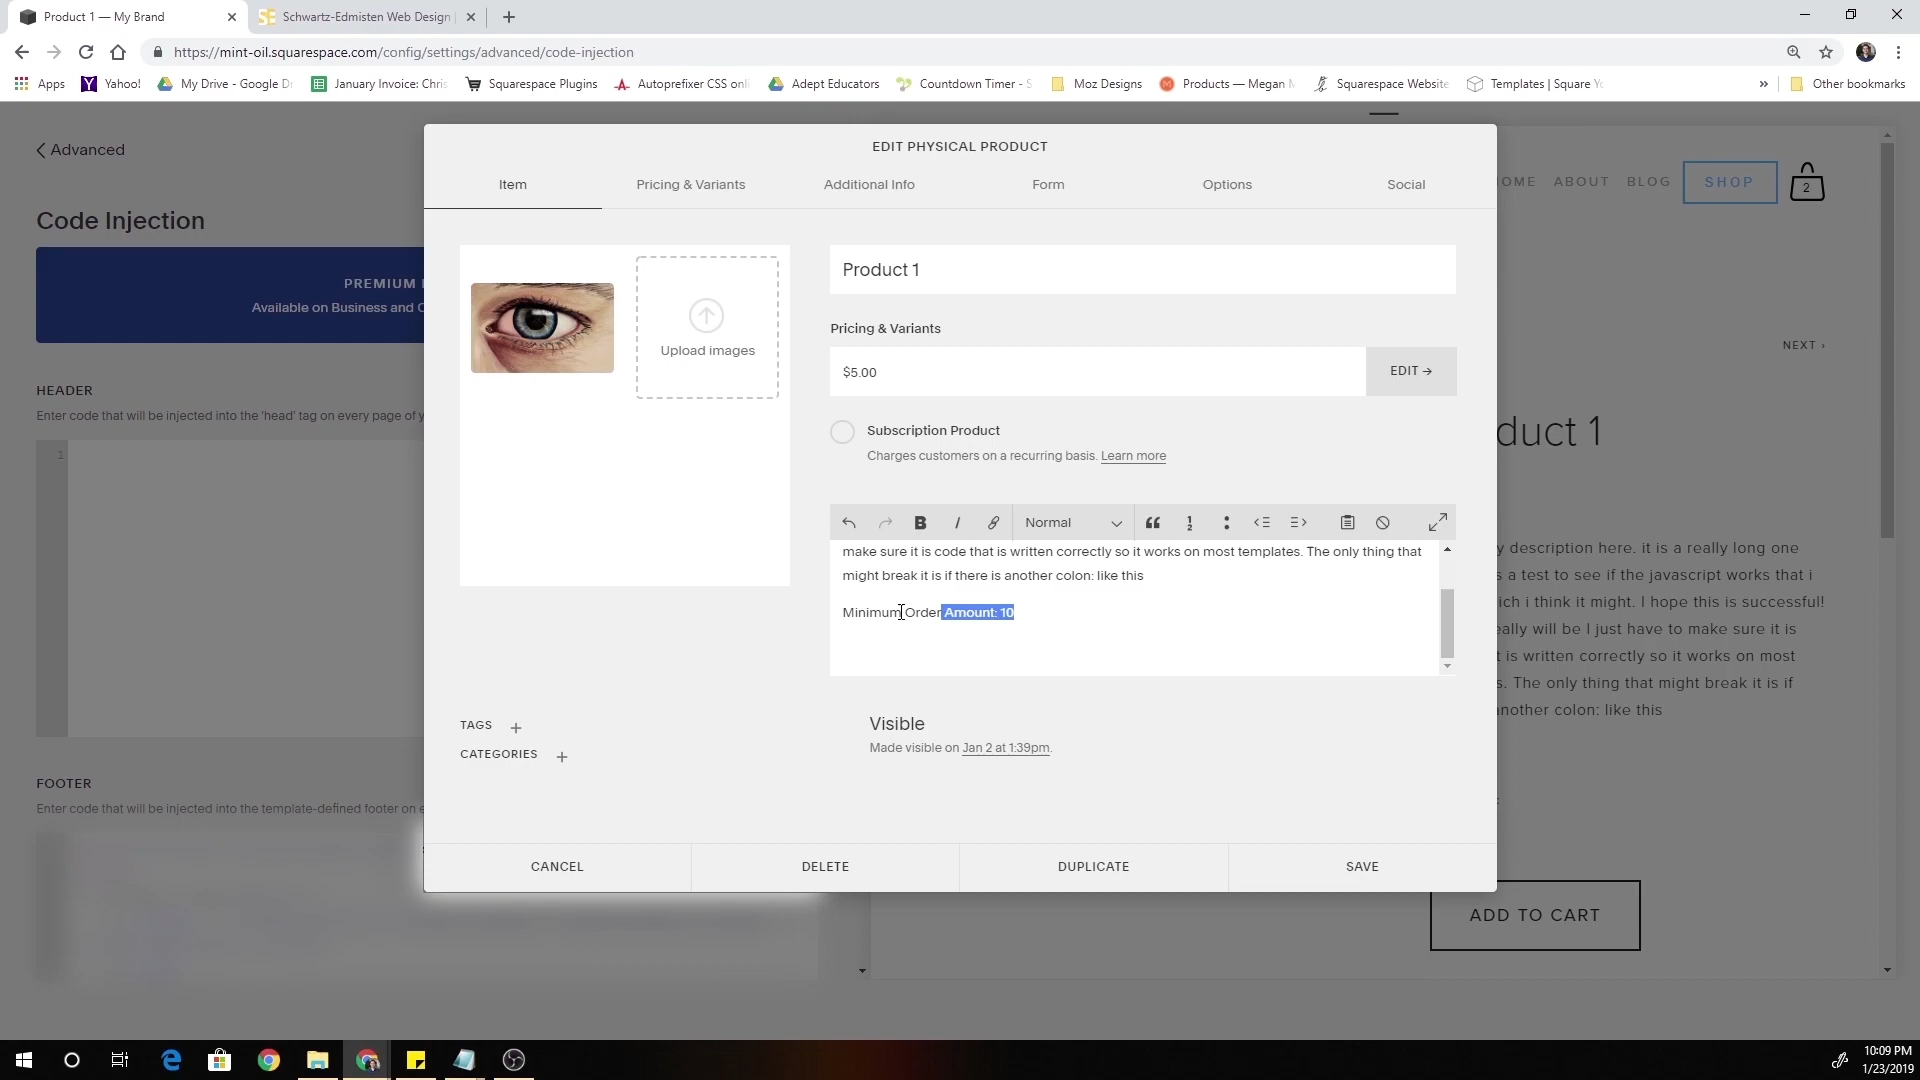 Product 1 — My Brand
Schwartz-Edmisten Web Design
https://mint-oil.squarespace.com/config/settings/advanced/code-injection
Apps
Yahoo!
My Drive - Google Dr
January Invoice: Chris
Squarespace Plugins
Autoprefixer CSS onli
Adept Educators
Countdown Timer - S
Moz Designs
Products — Megan M
Squarespace Website
Templates | Square Yo
»
Other bookmarks
Advanced
Code Injection
PREMIUM
Available on Business and C
HEADER
Enter code that will be injected into the 'head' tag on every page of y
1
FOOTER
Enter code that will be injected into the template-defined footer on e
EDIT PHYSICAL PRODUCT
Item
Pricing & Variants
Additional Info
Form
Options
Social
Upload images
Product 1
Pricing & Variants
$5.00
EDIT →
Subscription Product
Charges customers on a recurring basis. Learn more
Normal
make sure it is code that is written correctly so it works on most templates. The only thing that
might break it is if there is another colon: like this
Minimum Order Amount: 10
TAGS +
CATEGORIES +
Visible
Made visible on Jan 2 at 1:39pm.
CANCEL
DELETE
DUPLICATE
SAVE
OME
ABOUT
BLOG
SHOP
2
NEXT ›
duct 1
y description here. it is a really long one
s a test to see if the javascript works that i
ich i think it might. I hope this is successful!
eally will be I just have to make sure it is
t is written correctly so it works on most
s. The only thing that might break it is if
nother colon: like this
ADD TO CART
10:09 PM
1/23/2019